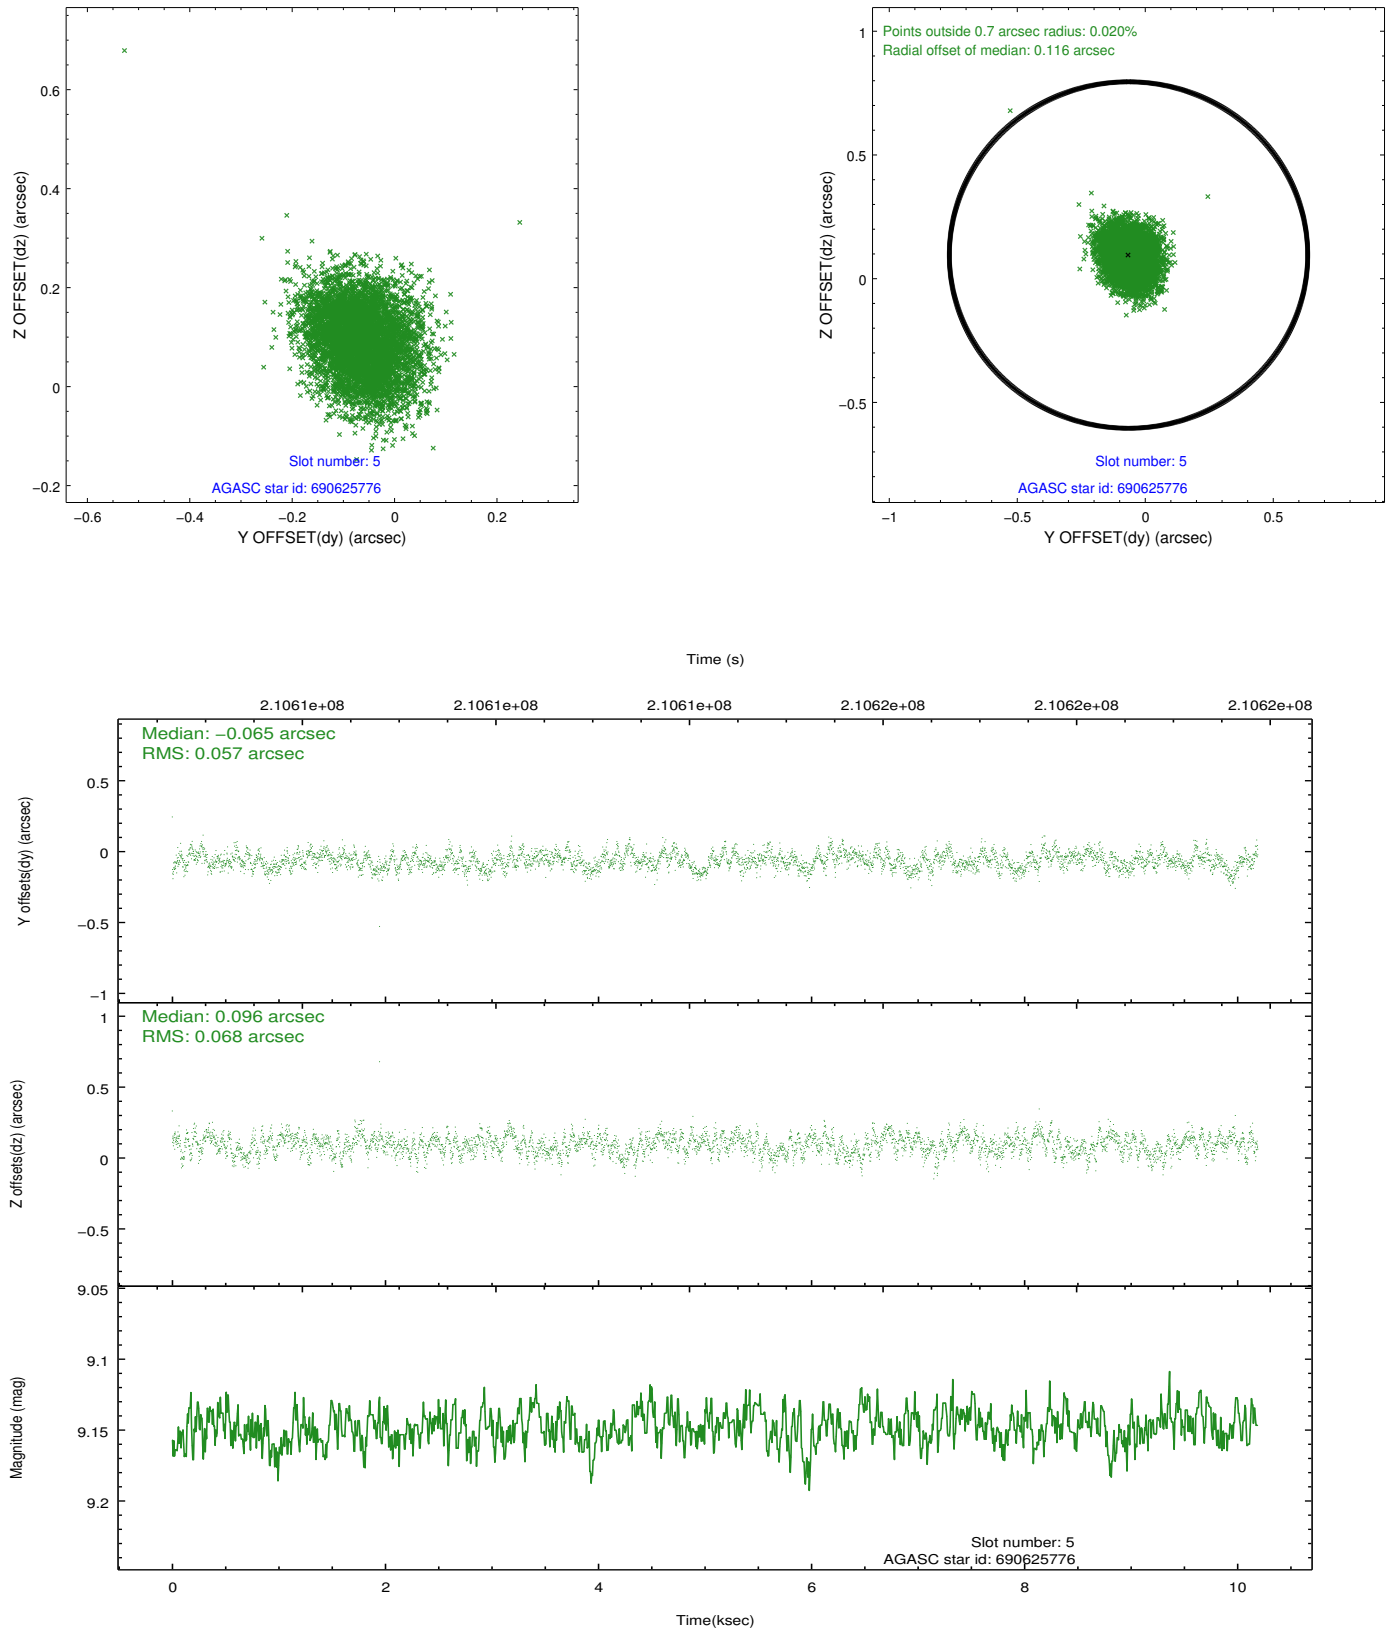 0.6
0.4
0.2
0
−0.2
−0.6
−0.4
−0.2
0
0.2
Z OFFSET(dz) (arcsec)
Y OFFSET(dy) (arcsec)
Slot number: 5
AGASC star id: 690625776
Points outside 0.7 arcsec radius: 0.020%
Radial offset of median: 0.116 arcsec
1
0.5
0
−0.5
−1
−0.5
0
0.5
Z OFFSET(dz) (arcsec)
Y OFFSET(dy) (arcsec)
Slot number: 5
AGASC star id: 690625776
Time (s)
2.1061e+08 2.1061e+08 2.1061e+08 2.1062e+08 2.1062e+08 2.1062e+08
Median: −0.065 arcsec
RMS: 0.057 arcsec
0.5
0
−0.5
−1
Y offsets(dy) (arcsec)
Median: 0.096 arcsec
RMS: 0.068 arcsec
1
0.5
0
−0.5
Z offsets(dz) (arcsec)
9.05
9.1
9.15
9.2
Magnitude (mag)
Slot number: 5
AGASC star id: 690625776
0 2 4 6 8 10
Time(ksec)